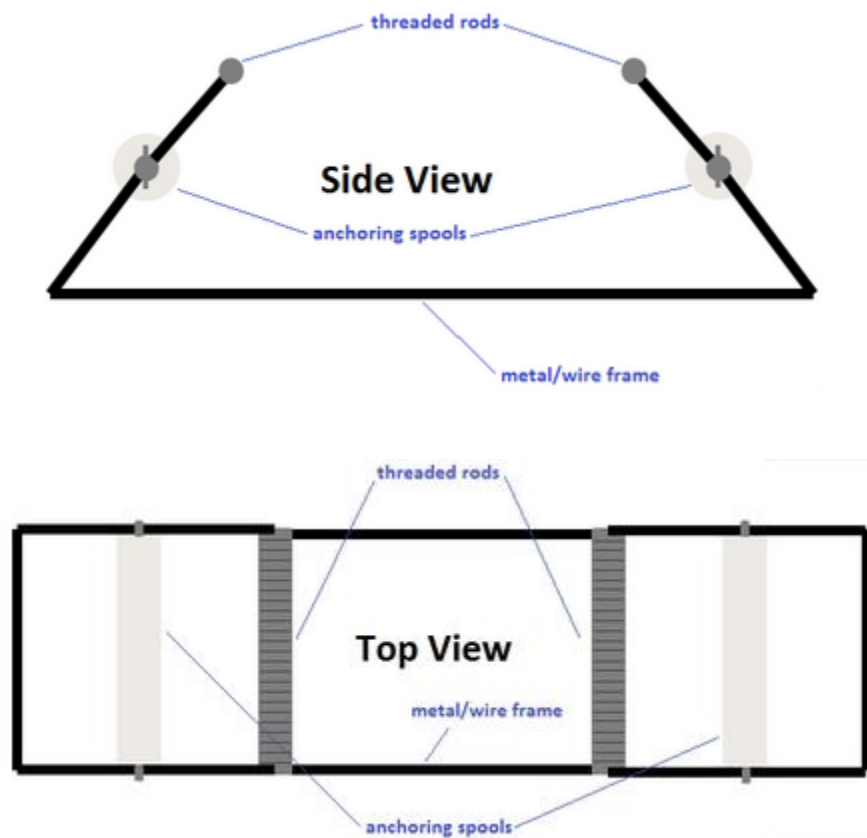 threaded rods
Side View
anchoring spools
metal/wire frame
threaded rods
Top View
metal/wire frame
anchoring spools